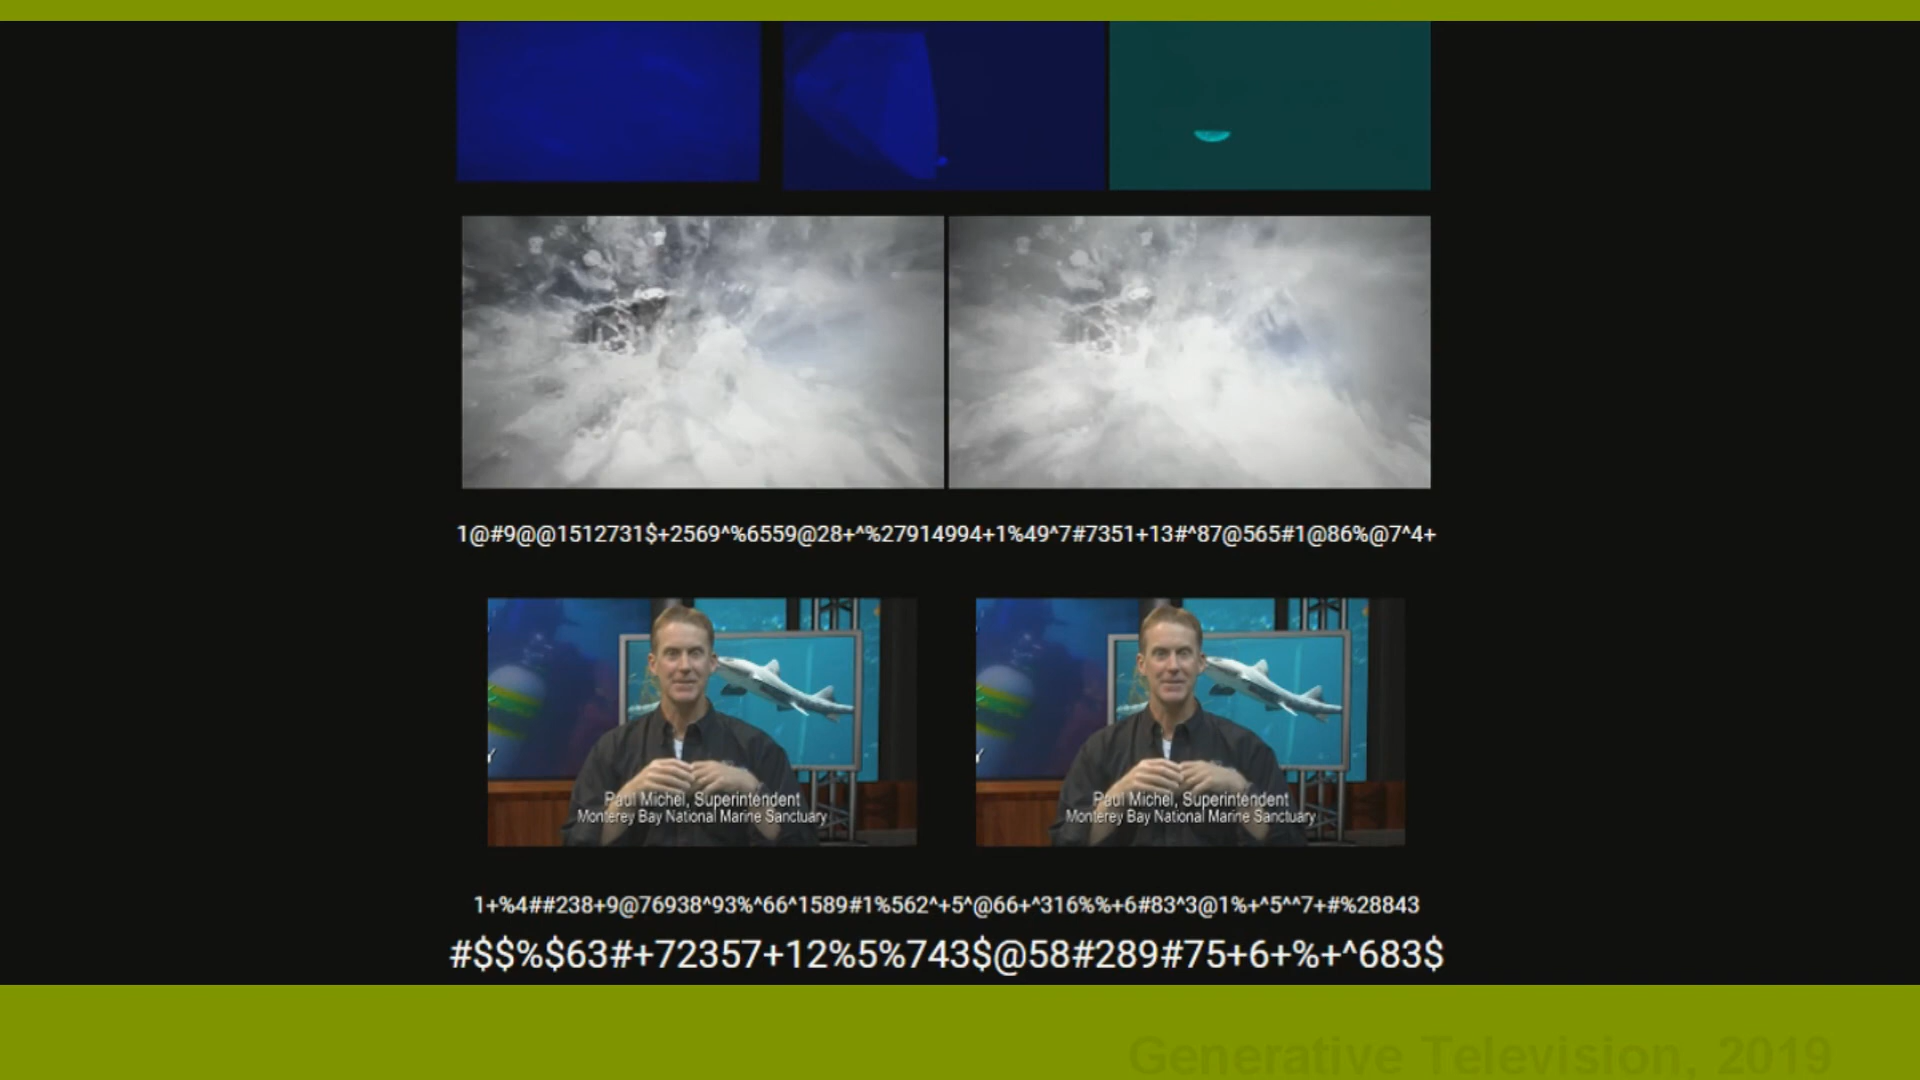 1@#9@@1512731$+2569^%6559@28+^%27914994+1%49^7#7351+13#^87@565#1@86%@7^4+
Paul Michel, Superintendent
Monterey Bay National Marine Sanctuary
Paul Michel, Superintendent
Monterey Bay National Marine Sanctuary
1+%4##238+9@76938^93%^66^1589#1%562^+5^@66+^316%%+6#83^3@1%+^5^^7+#%28843
#$$%$63#+72357+12%5%743$@58#289#75+6+%+^683$
Generative Television, 2019